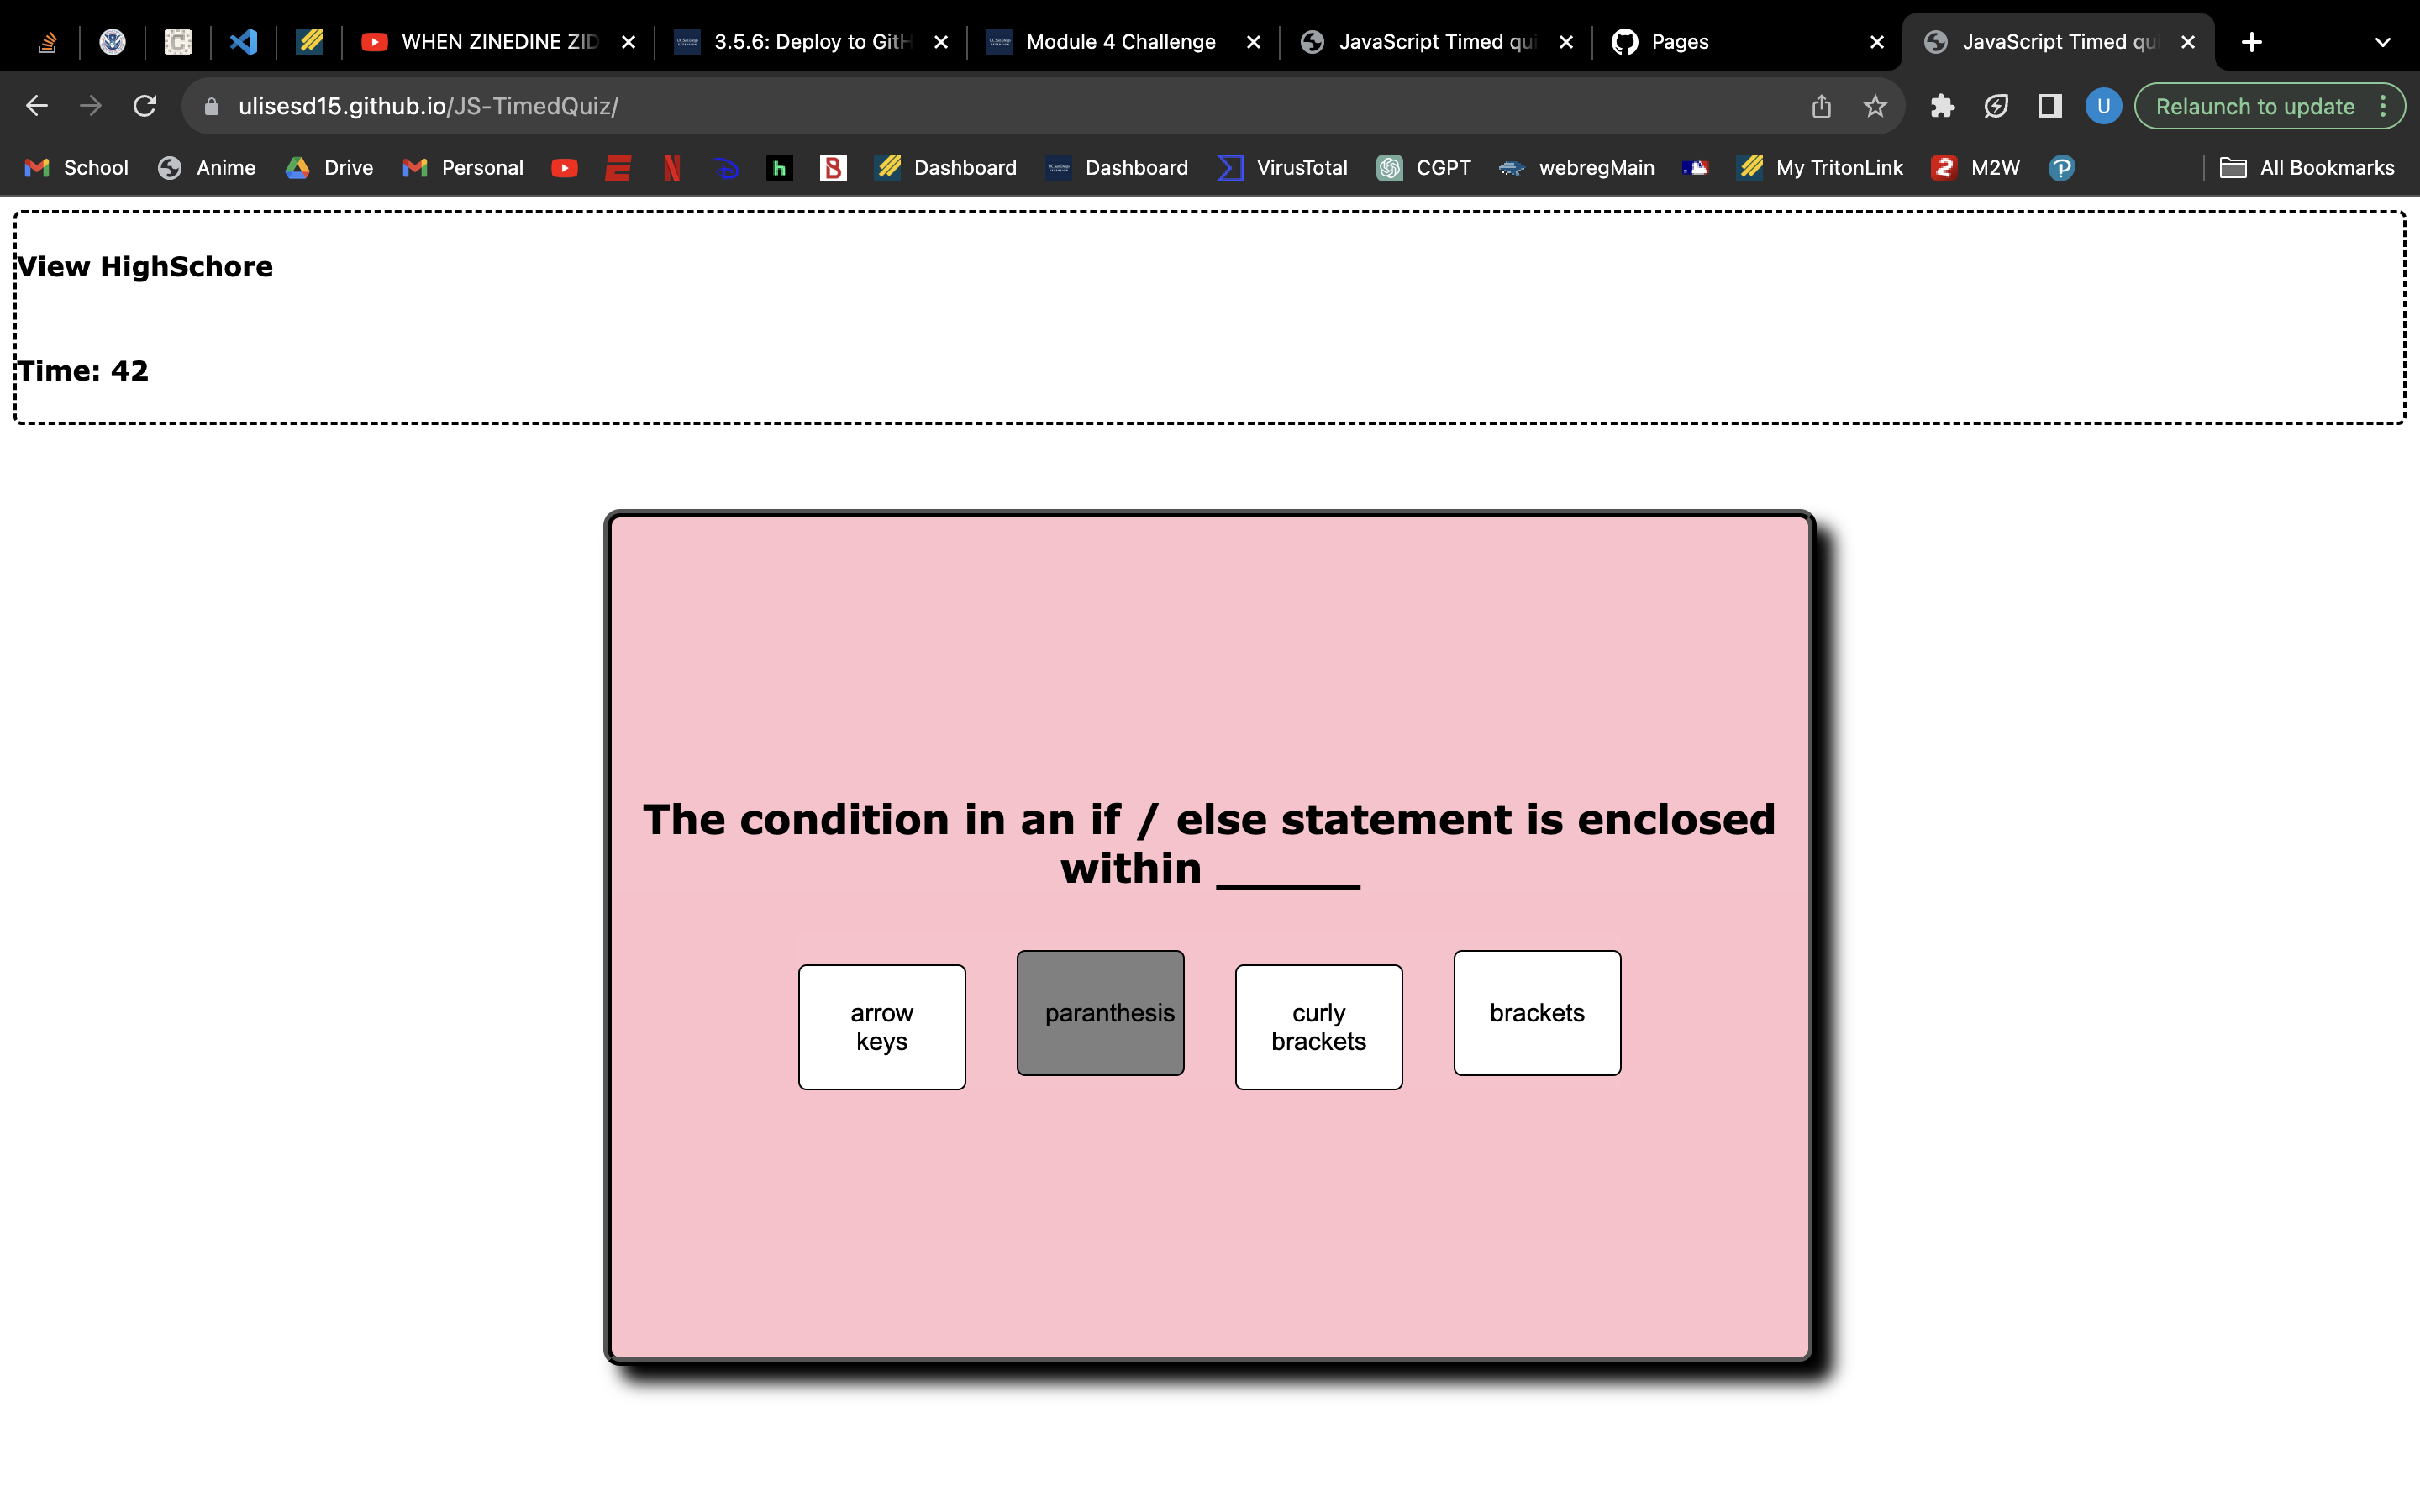 WHEN ZINEDINE ZID
3.5.6: Deploy to GitH
Module 4 Challenge
JavaScript Timed qui
Pages
JavaScript Timed qui
ulisesd15.github.io/JS-TimedQuiz/
U
Relaunch to update
School
Anime
Drive
Personal
Dashboard
Dashboard
VirusTotal
CGPT
webregMain
My TritonLink
M2W
All Bookmarks
View HighSchore
Time: 42
The condition in an if / else statement is enclosed
within ______
arrow
keys
paranthesis
curly
brackets
brackets